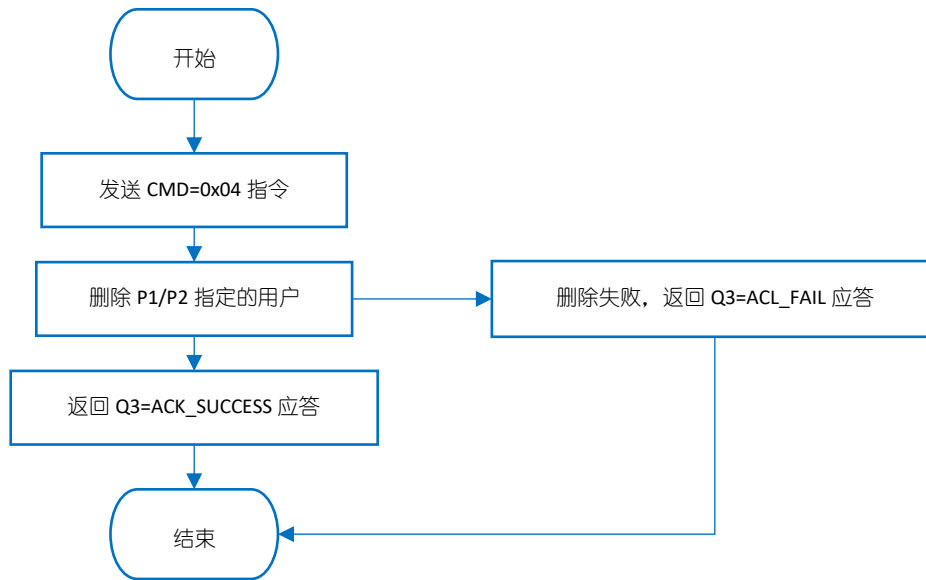 开始
发送 CMD=0x04 指令
删除 P1/P2 指定的用户
删除失败，返回 Q3=ACL_FAIL 应答
返回 Q3=ACK_SUCCESS 应答
结束